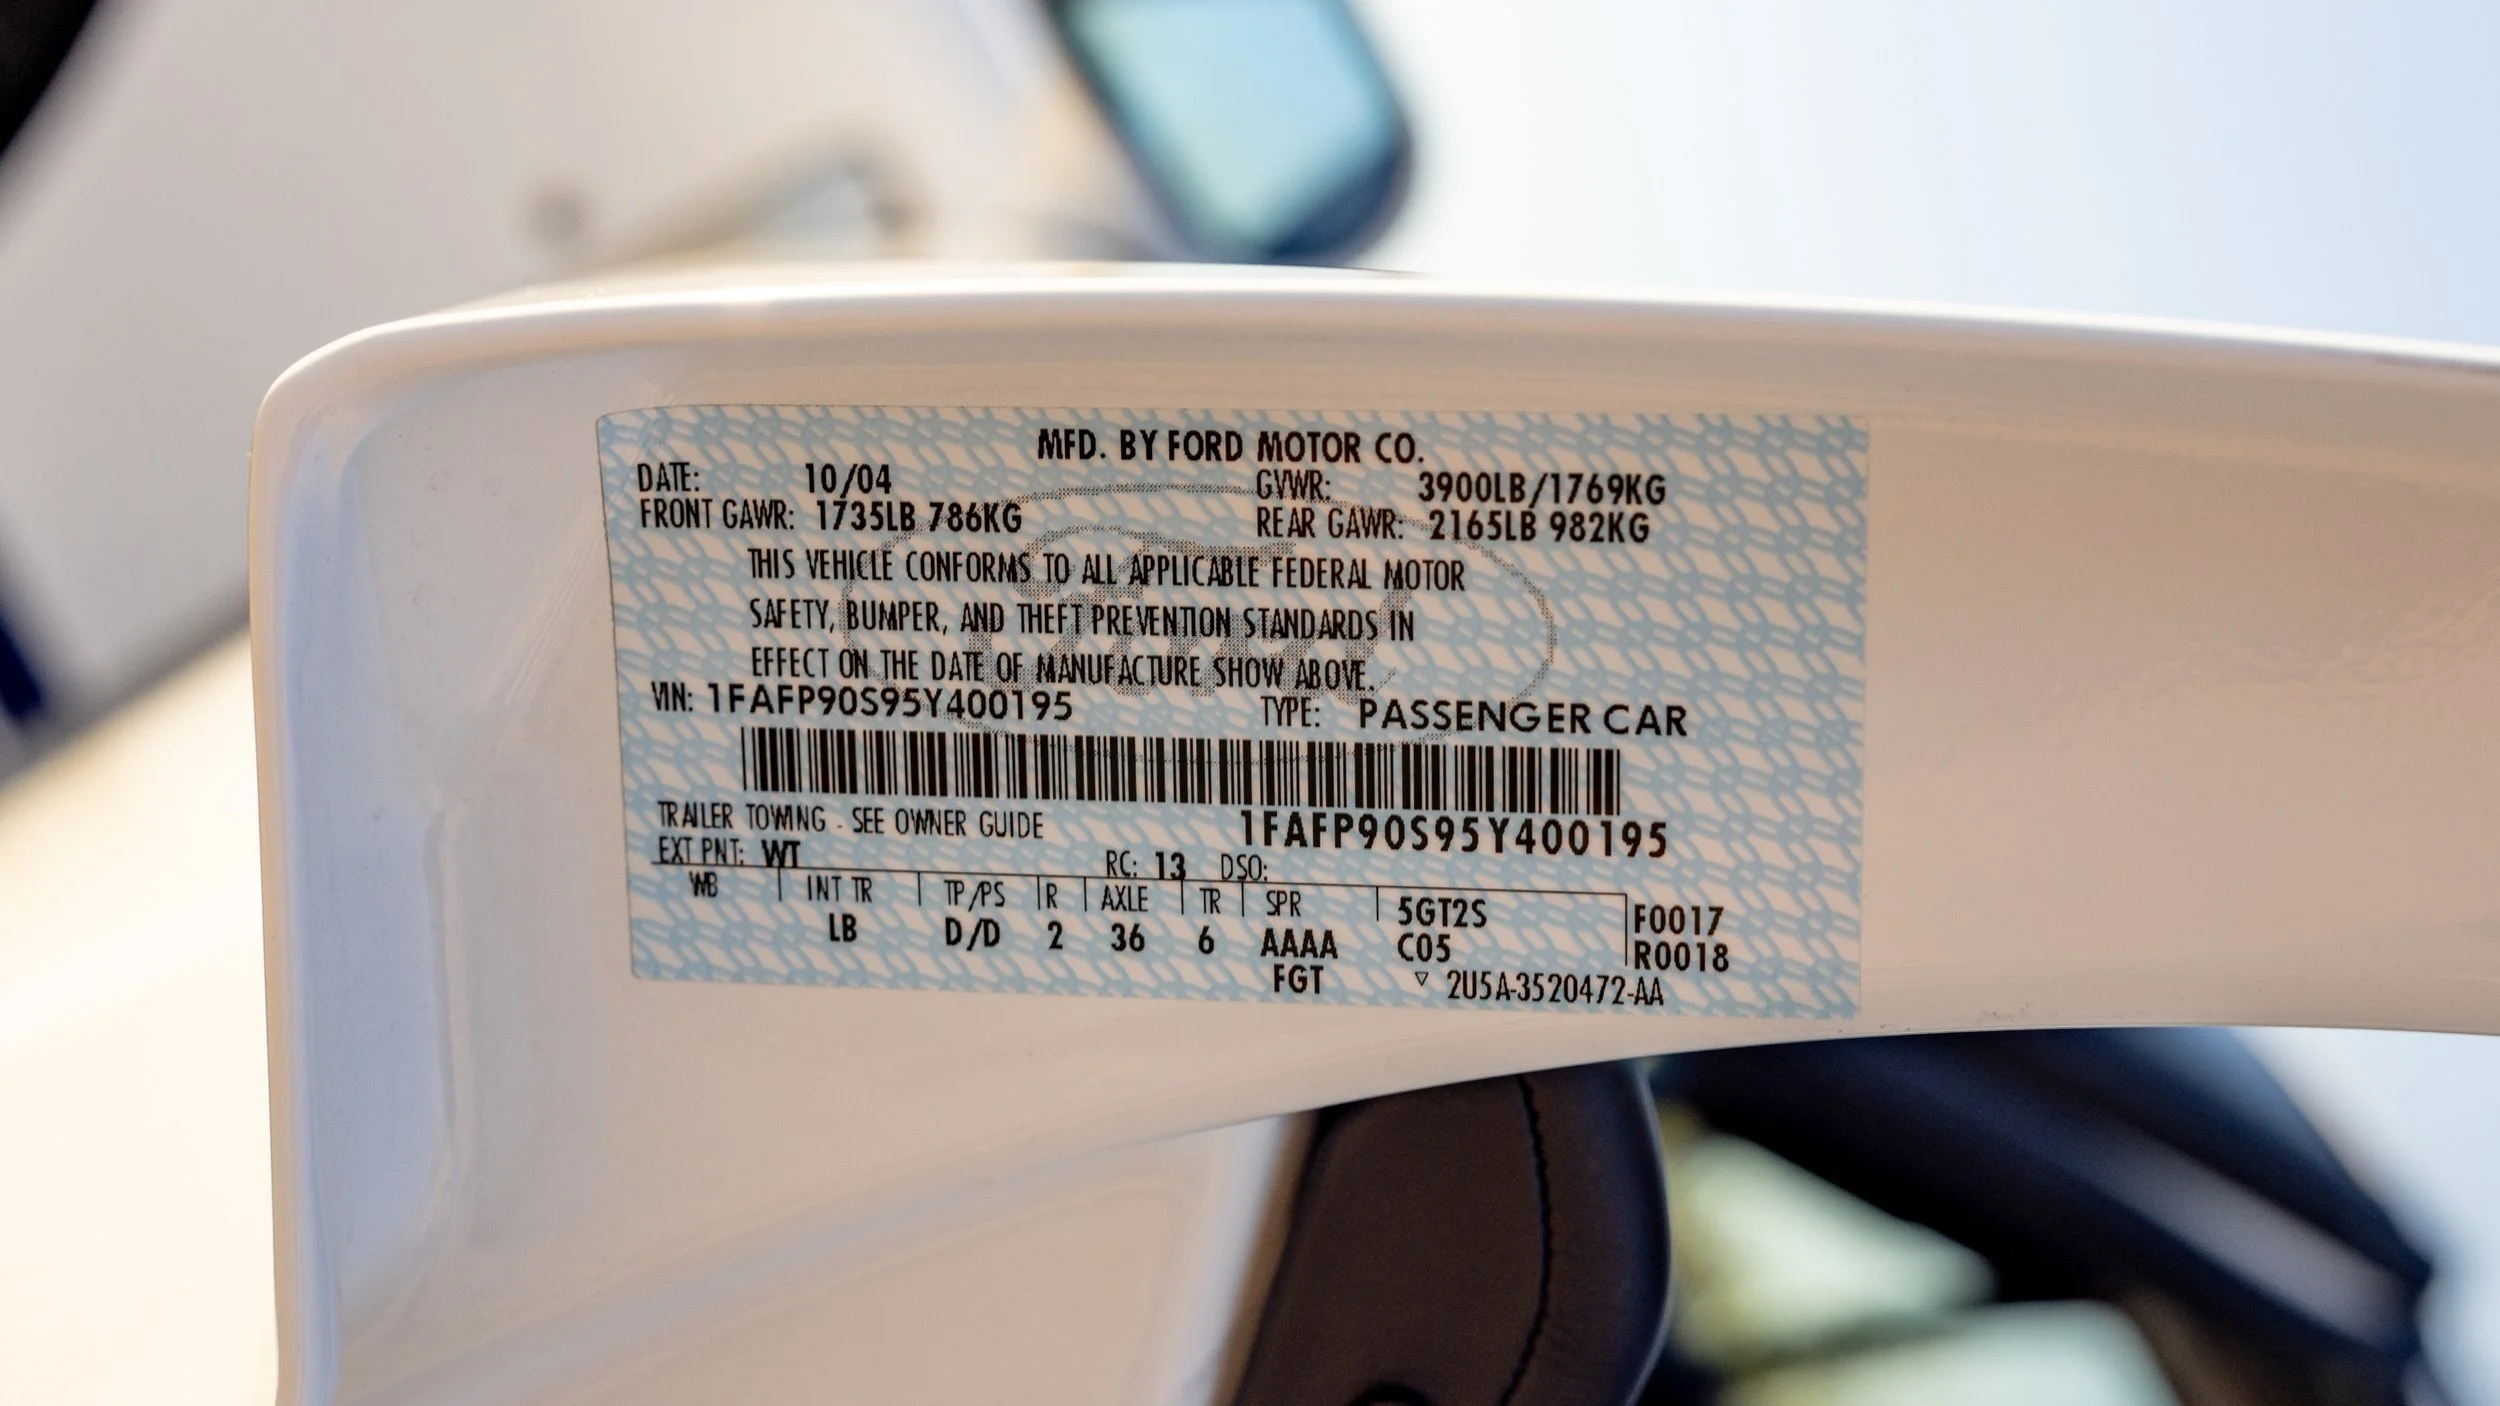 MFD. BY FORD MOTOR CO.
DATE: 10/04 GVWR: 3900LB/1769KG
FRONT GAWR: 1735LB 786KG REAR GAWR: 2165LB 982KG
THIS VEHICLE CONFORMS TO ALL APPLICABLE FEDERAL MOTOR
SAFETY, BUMPER, AND THEFT PREVENTION STANDARDS IN
EFFECT ON THE DATE OF MANUFACTURE SHOW ABOVE.
VIN: 1FAFP90S95Y400195 TYPE: PASSENGER CAR
TRAILER TOWING - SEE OWNER GUIDE 1FAFP90S95Y400195
EXT PNT: WT RC: 13 DSO:
WB INT TR TP/PS R AXLE TR SPR 5GT2S F0017
LB D/D 2 36 6 AAAA C05 R0018
FGT ▽ 2U5A-3520472-AA
Ford